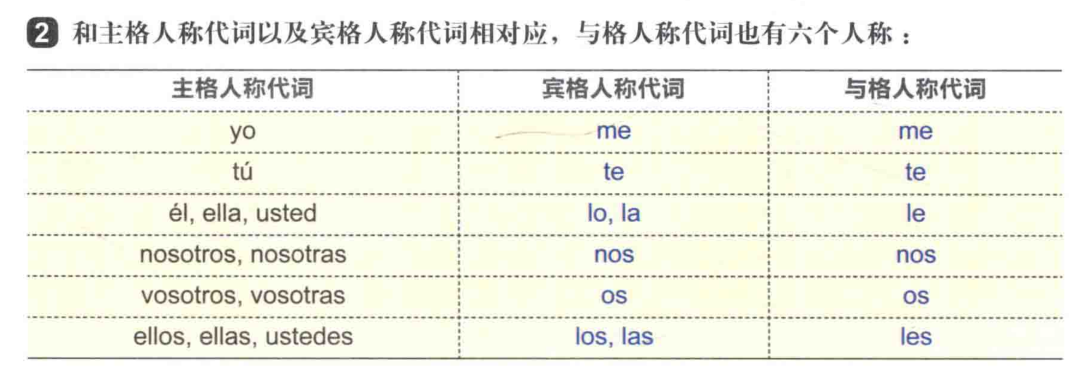 2 和主格人称代词以及宾格人称代词相对应，与格人称代词也有六个人称：
主格人称代词 宾格人称代词 与格人称代词
yo me me
tú te te
él, ella, usted lo, la le
nosotros, nosotras nos nos
vosotros, vosotras os os
ellos, ellas, ustedes los, las les